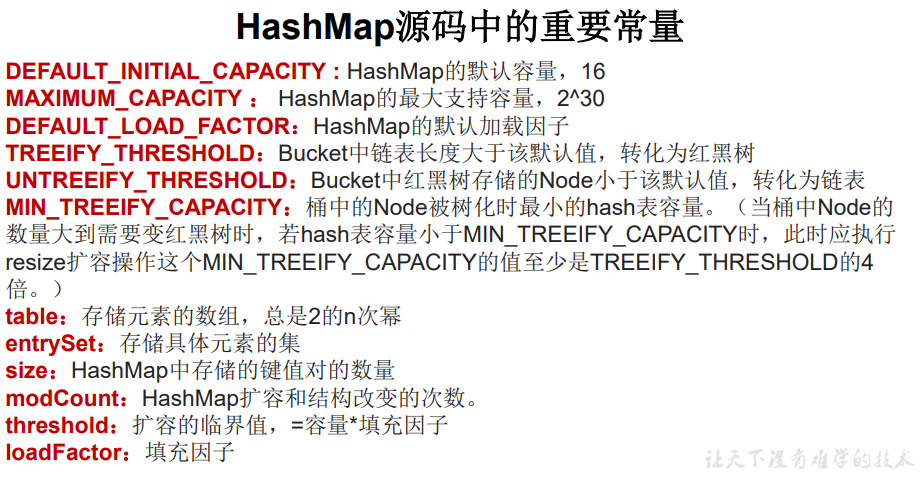 HashMap源码中的重要常量
DEFAULT_INITIAL_CAPACITY : HashMap的默认容量，16
MAXIMUM_CAPACITY ： HashMap的最大支持容量，2^30
DEFAULT_LOAD_FACTOR：HashMap的默认加载因子
TREEIFY_THRESHOLD：Bucket中链表长度大于该默认值，转化为红黑树
UNTREEIFY_THRESHOLD：Bucket中红黑树存储的Node小于该默认值，转化为链表
MIN_TREEIFY_CAPACITY：桶中的Node被树化时最小的hash表容量。（当桶中Node的
数量大到需要变红黑树时，若hash表容量小于MIN_TREEIFY_CAPACITY时，此时应执行
resize扩容操作这个MIN_TREEIFY_CAPACITY的值至少是TREEIFY_THRESHOLD的4
倍。）
table：存储元素的数组，总是2的n次幂
entrySet：存储具体元素的集
size：HashMap中存储的键值对的数量
modCount：HashMap扩容和结构改变的次数。
threshold：扩容的临界值，=容量*填充因子
loadFactor：填充因子
让天下没有难学的技术